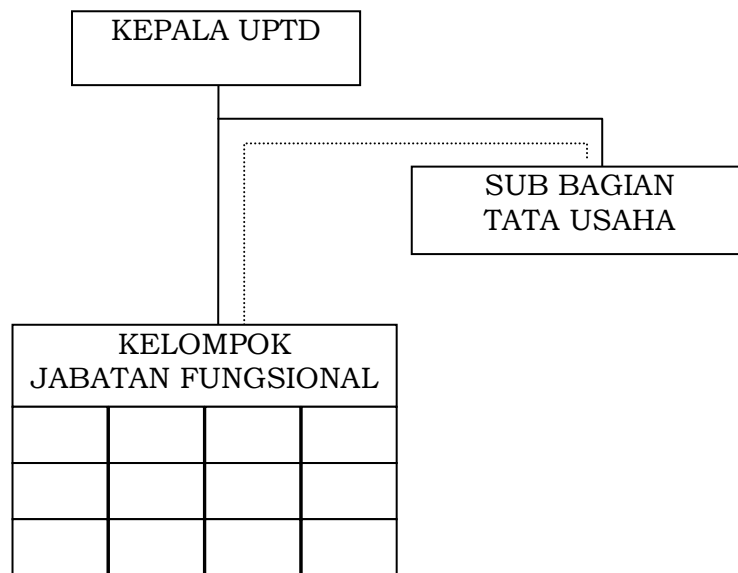 KEPALA UPTD
SUB BAGIAN
TATA USAHA
KELOMPOK
JABATAN FUNGSIONAL